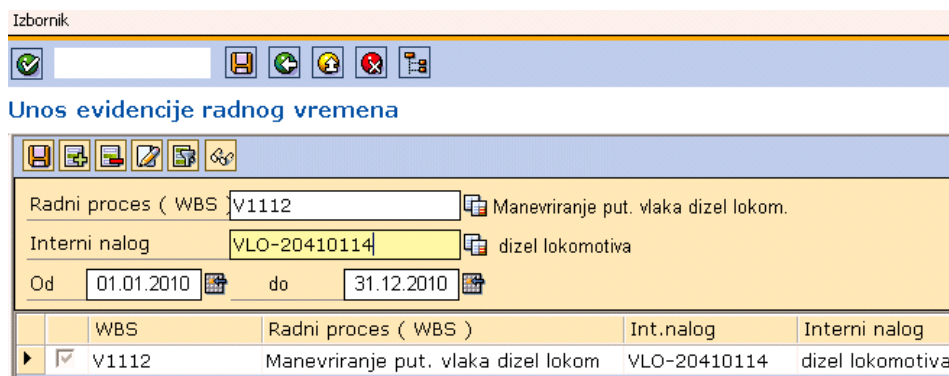 Izbornik
Unos evidencije radnog vremena
Radni proces ( WBS ) V1112 Manevriranje put. vlaka dizel lokom.
Interni nalog VLO-20410114 dizel lokomotiva
Od 01.01.2010 do 31.12.2010
WBS Radni proces ( WBS ) Int.nalog Interni nalog
V1112 Manevriranje put. vlaka dizel lokom VLO-20410114 dizel lokomotiva